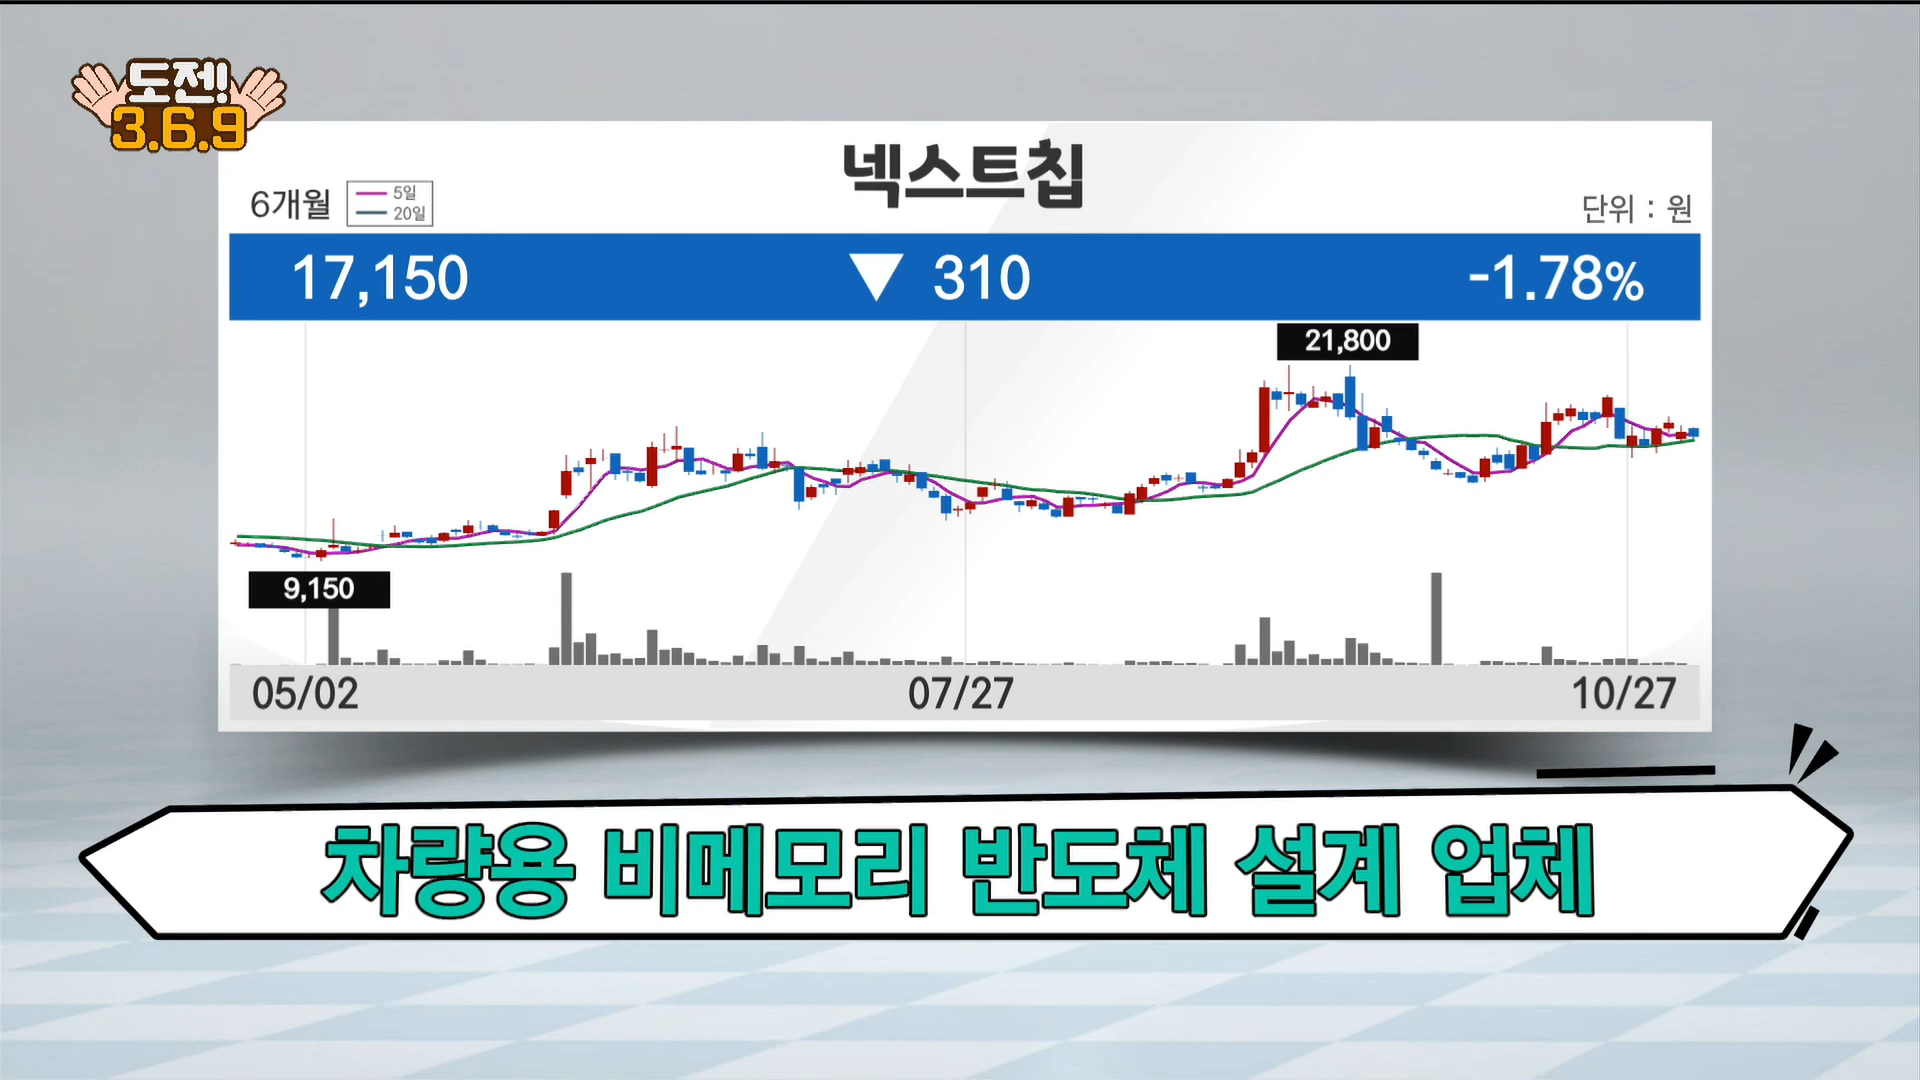 도전!
3.6.9
넥스트칩
6개월
5일
20일
단위 : 원
17,150 ▼ 310 -1.78%
21,800
9,150
05/02 07/27 10/27
차량용 비메모리 반도체 설계 업체